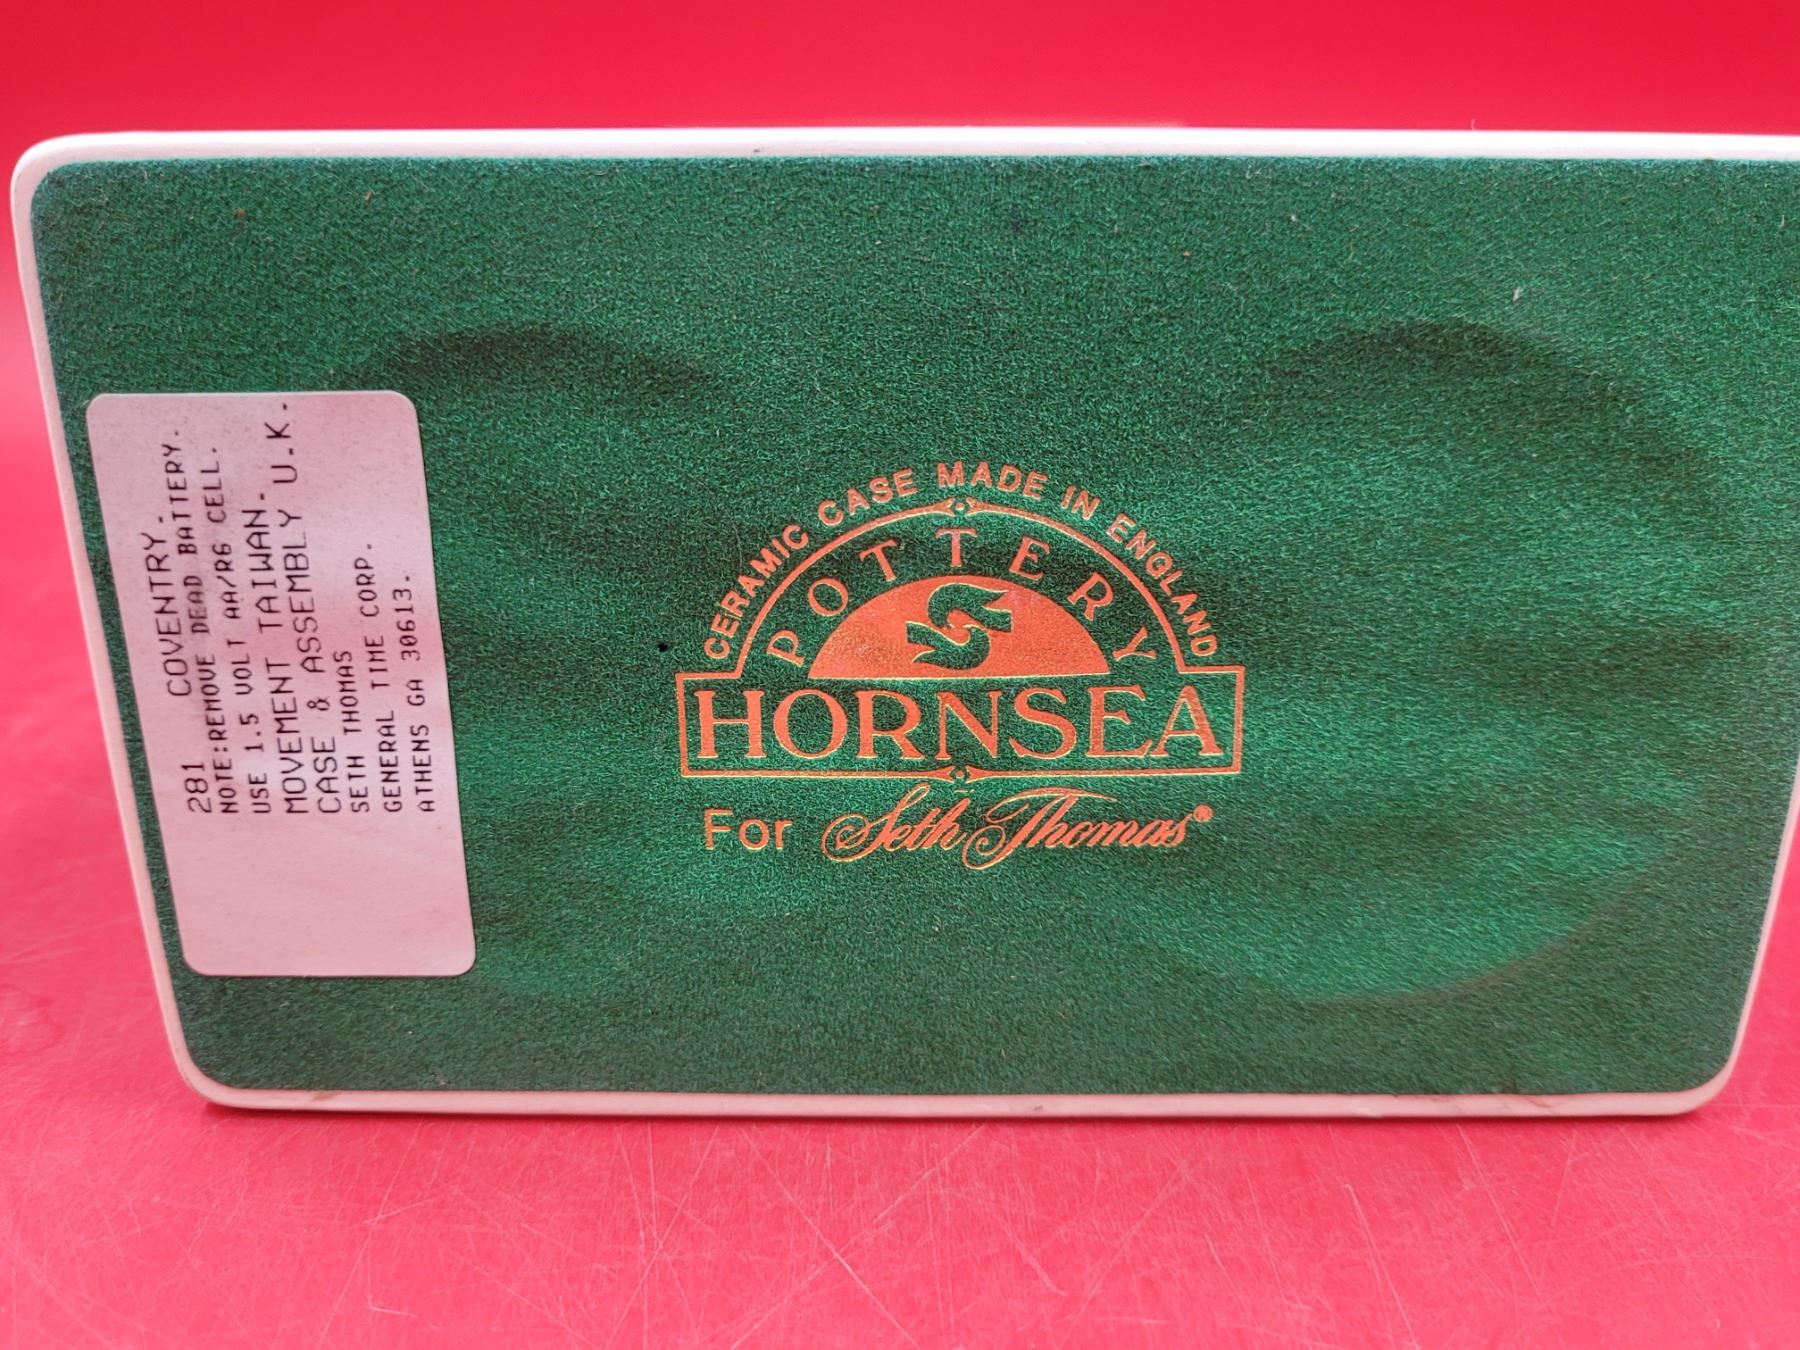 281 COVENTRY.
NOTE:REMOVE DEAD BATTERY.
USE 1.5 VOLT AA/R6 CELL.
MOVEMENT TAIWAN.
CASE & ASSEMBLY U.K.
SETH THOMAS
GENERAL TIME CORP.
ATHENS GA 30613.
CERAMIC CASE MADE IN ENGLAND
POTTERY
HORNSEA
For Seth Thomas®